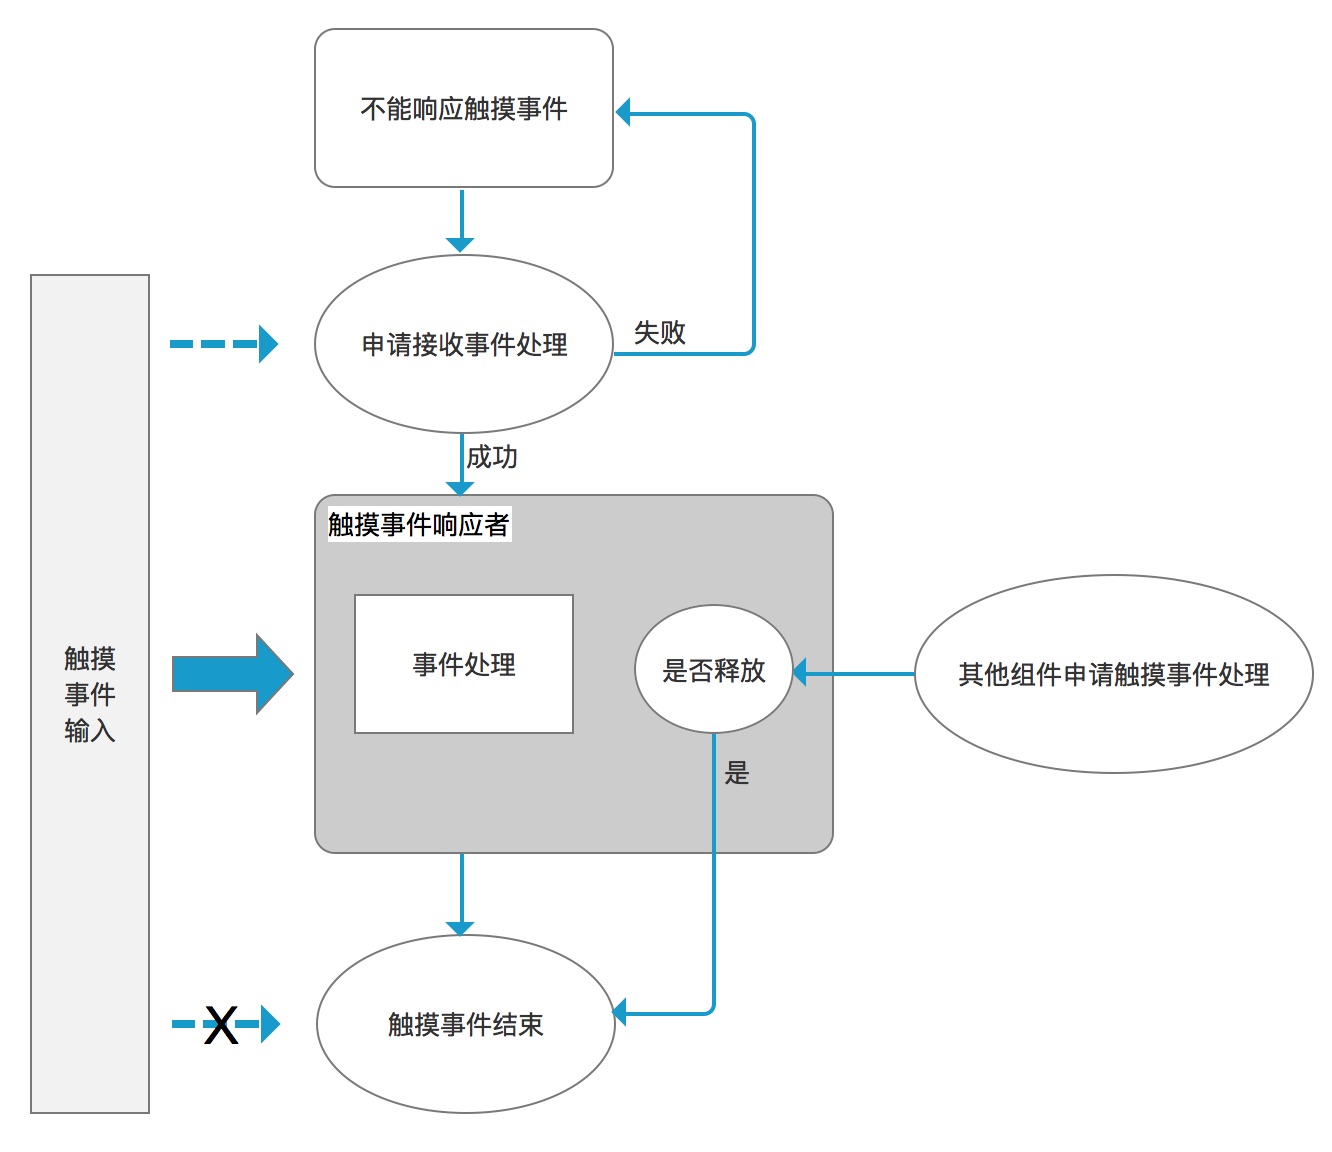 不能响应触摸事件
申请接收事件处理
失败
成功
触摸事件响应者
事件处理
是否释放
其他组件申请触摸事件处理
触摸
事件
输入
是
X
触摸事件结束